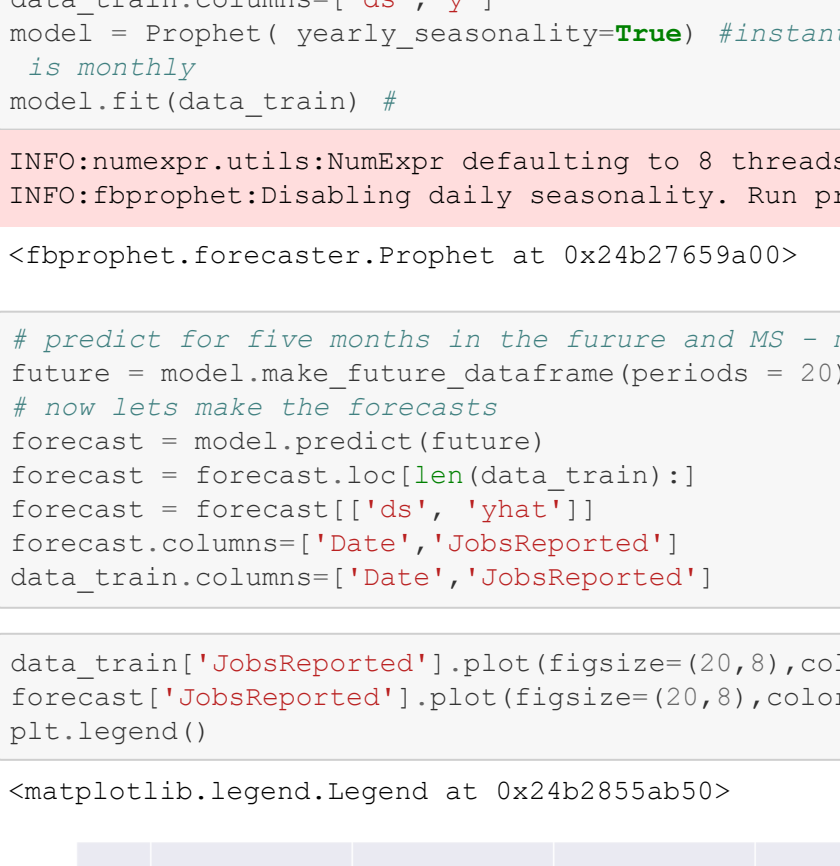 data_train.columns=['ds', 'y']
model = Prophet( yearly_seasonality=True) #instant
is monthly
model.fit(data_train) #
INFO:numexpr.utils:NumExpr defaulting to 8 threads
INFO:fbprophet:Disabling daily seasonality. Run pr
<fbprophet.forecaster.Prophet at 0x24b27659a00>
# predict for five months in the furure and MS - m
future = model.make_future_dataframe(periods = 20)
# now lets make the forecasts
forecast = model.predict(future)
forecast = forecast.loc[len(data_train):]
forecast = forecast[['ds', 'yhat']]
forecast.columns=['Date','JobsReported']
data_train.columns=['Date','JobsReported']
data_train['JobsReported'].plot(figsize=(20,8),col
forecast['JobsReported'].plot(figsize=(20,8),color
plt.legend()
<matplotlib.legend.Legend at 0x24b2855ab50>